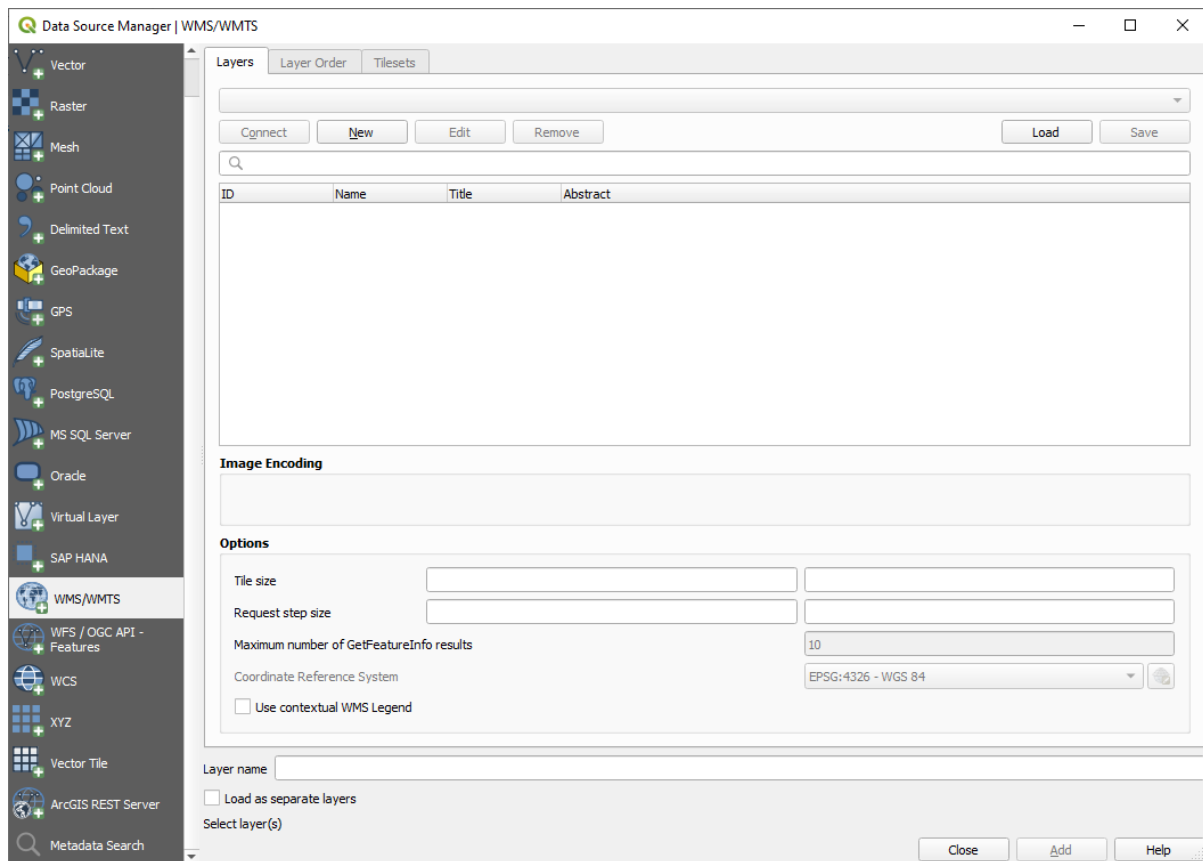 Data Source Manager | WMS/WMTS
Vector
Raster
Mesh
Point Cloud
Delimited Text
GeoPackage
GPS
SpatiaLite
PostgreSQL
MS SQL Server
Oracle
Virtual Layer
SAP HANA
WMS/WMTS
WFS / OGC API -
Features
WCS
XYZ
Vector Tile
ArcGIS REST Server
Metadata Search
Layers Layer Order Tilesets
Connect New Edit Remove Load Save
ID Name Title Abstract
Image Encoding
Options
Tile size
Request step size
Maximum number of GetFeatureInfo results 10
Coordinate Reference System EPSG:4326 - WGS 84
Use contextual WMS Legend
Layer name
Load as separate layers
Select layer(s)
Close Add Help